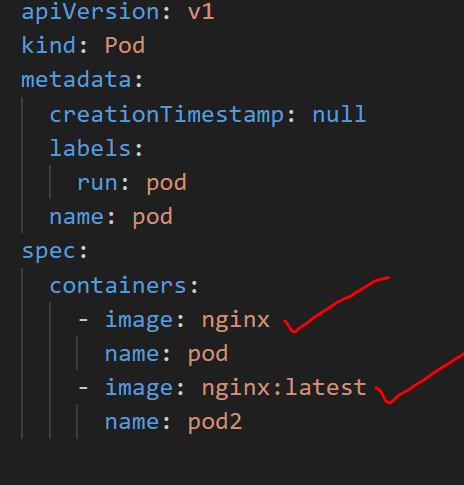 apiVersion: v1
kind: Pod
metadata:
  creationTimestamp: null
  labels:
    run: pod
  name: pod
spec:
  containers:
    - image: nginx
      name: pod
    - image: nginx:latest
      name: pod2